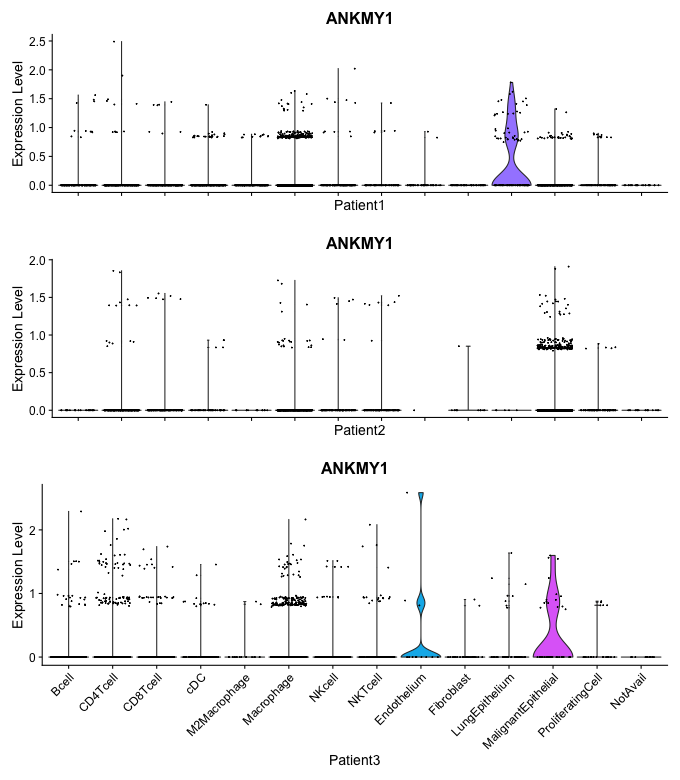 ANKMY1
Expression Level
2.5
2.0
1.5
1.0
0.5
0.0
Patient1
ANKMY1
Expression Level
2.0
1.5
1.0
0.5
0.0
Patient2
ANKMY1
Expression Level
2
1
0
Bcell
CD4Tcell
CD8Tcell
cDC
M2Macrophage
Macrophage
NKcell
NKTcell
Endothelium
Fibroblast
LungEpithelium
MalignantEpithelial
ProliferatingCell
NotAvail
Patient3